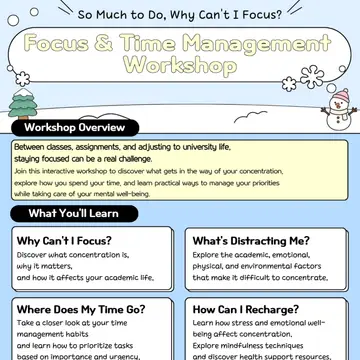 So Much to Do, Why Can't I Focus?
Focus & Time Management
Workshop
Workshop Overview
Between classes, assignments, and adjusting to university life,
staying focused can be a real challenge.
Join this interactive workshop to discover what gets in the way of your concentration,
explore how you spend your time, and learn practical ways to manage your priorities
while taking care of your mental well-being.
What You'll Learn
Why Can't I Focus?
Discover what concentration is,
why it matters,
and how it affects your academic life.
What's Distracting Me?
Explore the academic, emotional,
physical, and environmental factors
that make it difficult to concentrate.
Where Does My Time Go?
Take a closer look at your time
management habits
and learn how to prioritize tasks
based on importance and urgency.
How Can I Recharge?
Learn how stress and emotional well-
being affect concentration.
Explore mindfulness techniques
and discover health support resources,